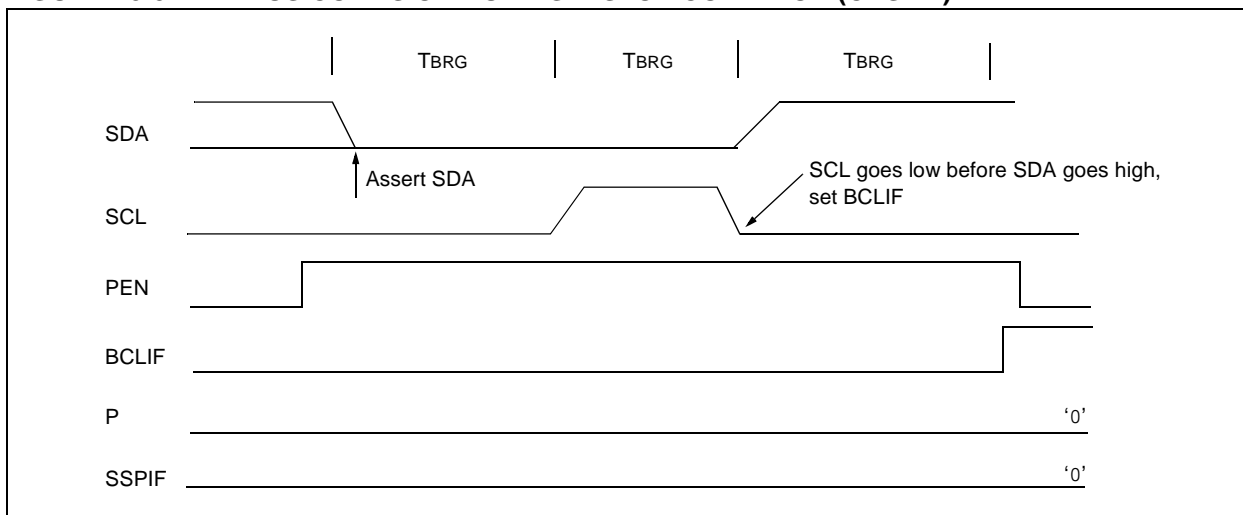 TBRG TBRG TBRG
SDA
Assert SDA
SCL goes low before SDA goes high,
set BCLIF
SCL
PEN
BCLIF
P '0'
SSPIF '0'